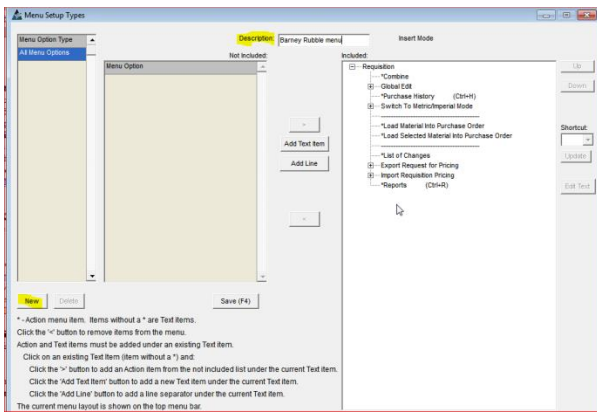 Menu Setup Types
Menu Option Type
All Menu Options
Description: Barney Rubble menu
Insert Mode
Not Included:
Menu Option
Included:
Requisition
*Combine
Global Edit
*Purchase History (Ctrl+H)
Switch To Metric/Imperial Mode
*Load Material Into Purchase Order
*Load Selected Material Into Purchase Order
*List of Changes
Export Request for Pricing
Import Requisition Pricing
*Reports (Ctrl+R)
>
Add Text Item
Add Line
<
Up
Down
Shortcut:
Update
Edit Text
New
Delete
Save (F4)
* - Action menu item. Items without a * are Text items.
Click the '<' button to remove items from the menu.
Action and Text items must be added under an existing Text item.
Click on an existing Text Item (item without a *) and:
Click the '>' button to add an Action item from the not included list under the current Text item.
Click the 'Add Text Item' button to add a new Text item under the current Text item.
Click the 'Add Line' button to add a line separator under the current Text item.
The current menu layout is shown on the top menu bar.